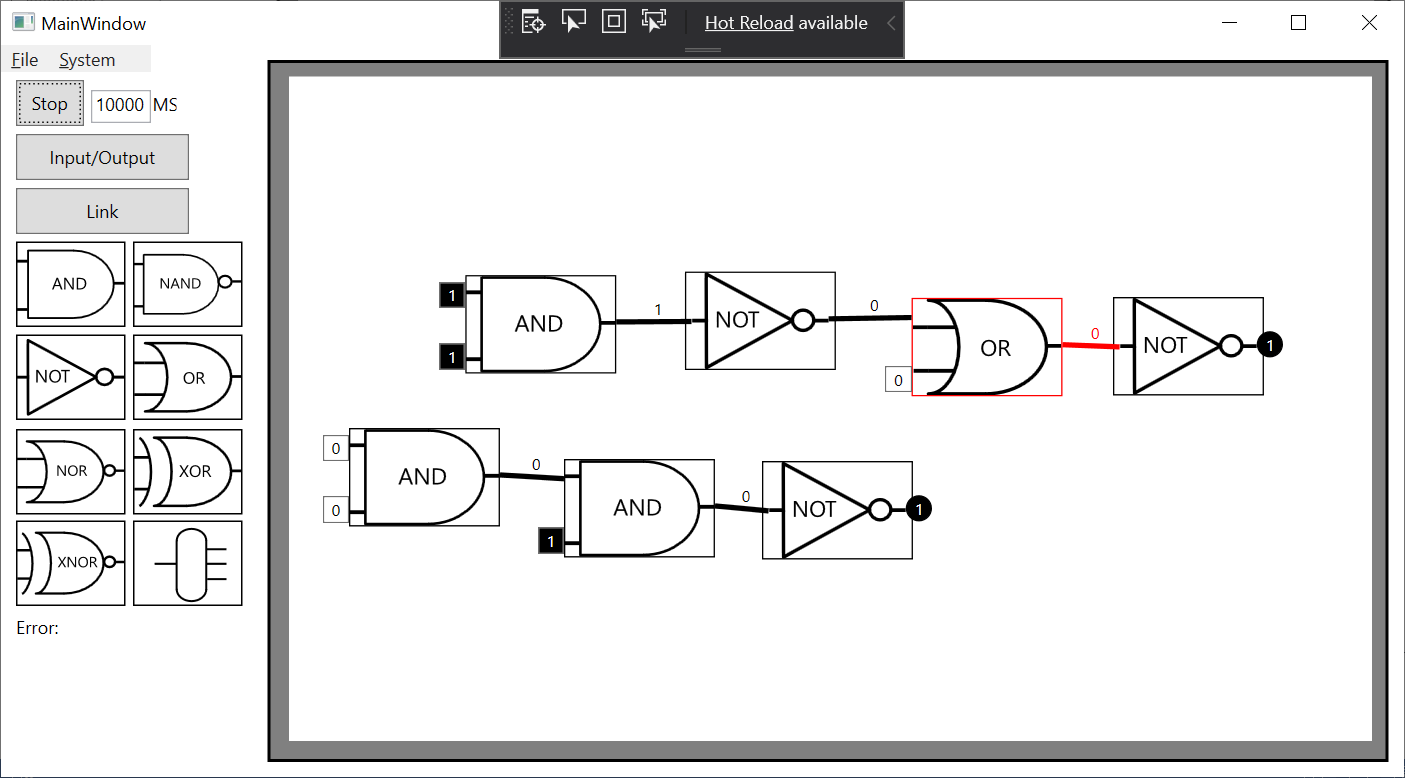 MainWindow
Hot Reload available
File System
Stop 10000 MS
Input/Output
Link
AND NAND
NOT OR
NOR XOR
XNOR
Error:
1
1
AND
1
NOT
0
0
OR
0
NOT
1
0
0
AND
0
1
AND
0
NOT
1